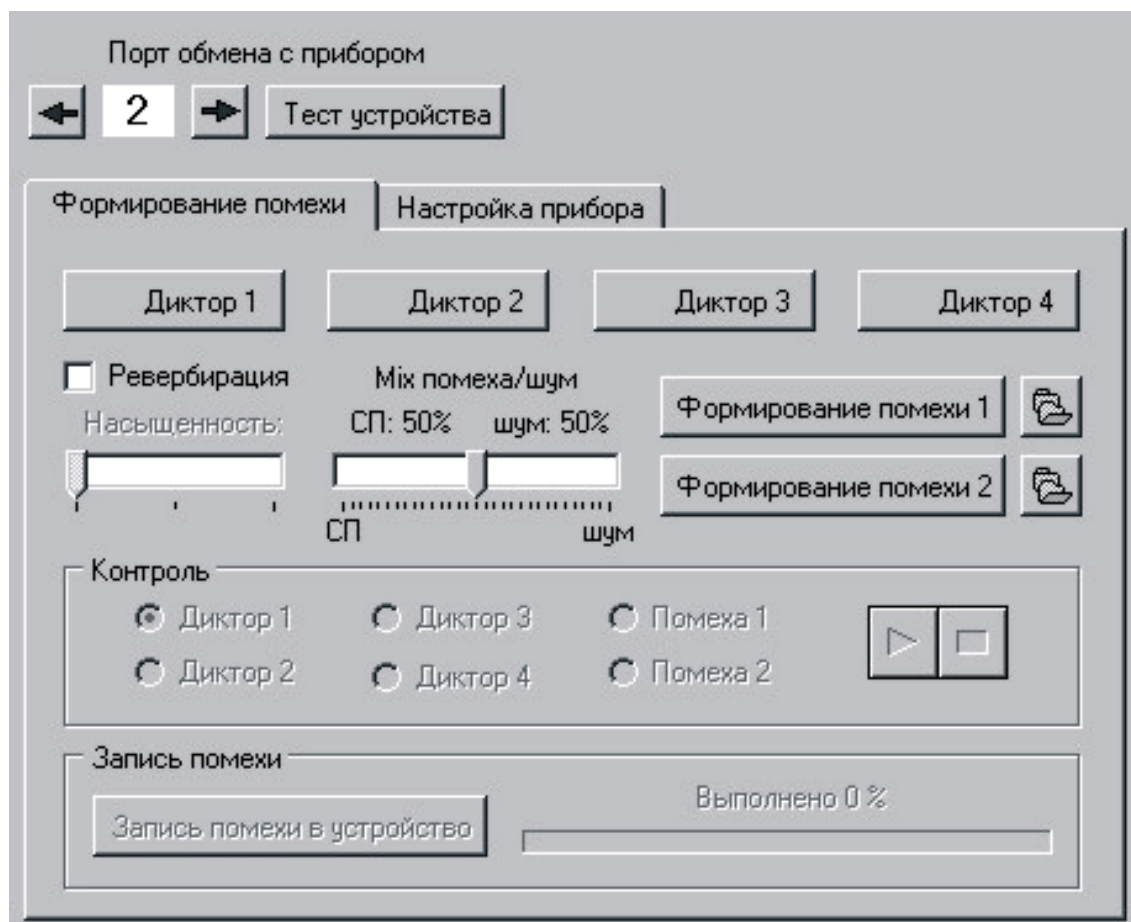 Порт обмена с прибором
2 Тест устройства
Формирование помехи Настройка прибора
Диктор 1 Диктор 2 Диктор 3 Диктор 4
Ревербирация Mix помеха/шум
Насыщенность: СП: 50% шум: 50% Формирование помехи 1
Формирование помехи 2
СП шум
Контроль
Диктор 1 Диктор 3 Помеха 1
Диктор 2 Диктор 4 Помеха 2
Запись помехи
Выполнено 0 %
Запись помехи в устройство